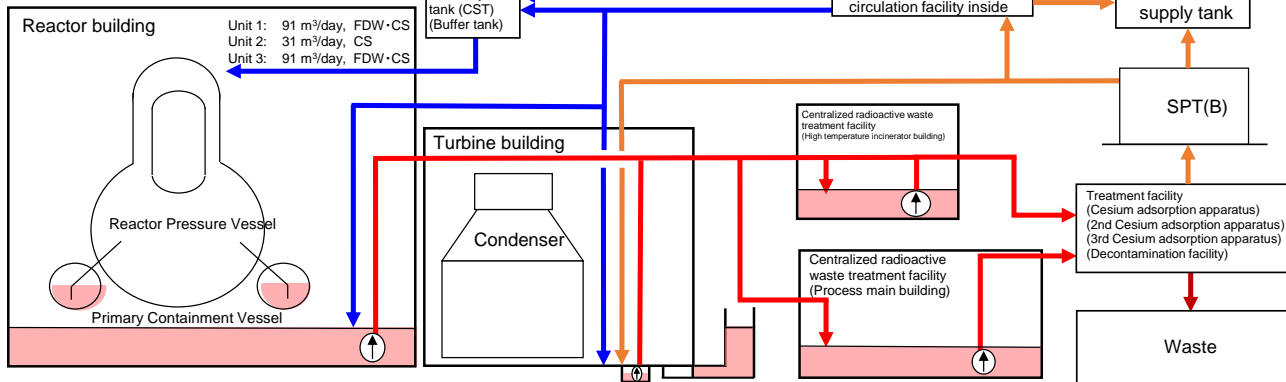 tank (CST)
(Buffer tank)
circulation facility inside
supply tank
Reactor building
Unit 1: 91 m³/day, FDW・CS
Unit 2: 31 m³/day, CS
Unit 3: 91 m³/day, FDW・CS
SPT(B)
Centralized radioactive waste
treatment facility
(High temperature incinerator building)
Turbine building
Treatment facility
(Cesium adsorption apparatus)
(2nd Cesium adsorption apparatus)
(3rd Cesium adsorption apparatus)
(Decontamination facility)
Reactor Pressure Vessel
Condenser
Centralized radioactive
waste treatment facility
(Process main building)
Primary Containment Vessel
Waste